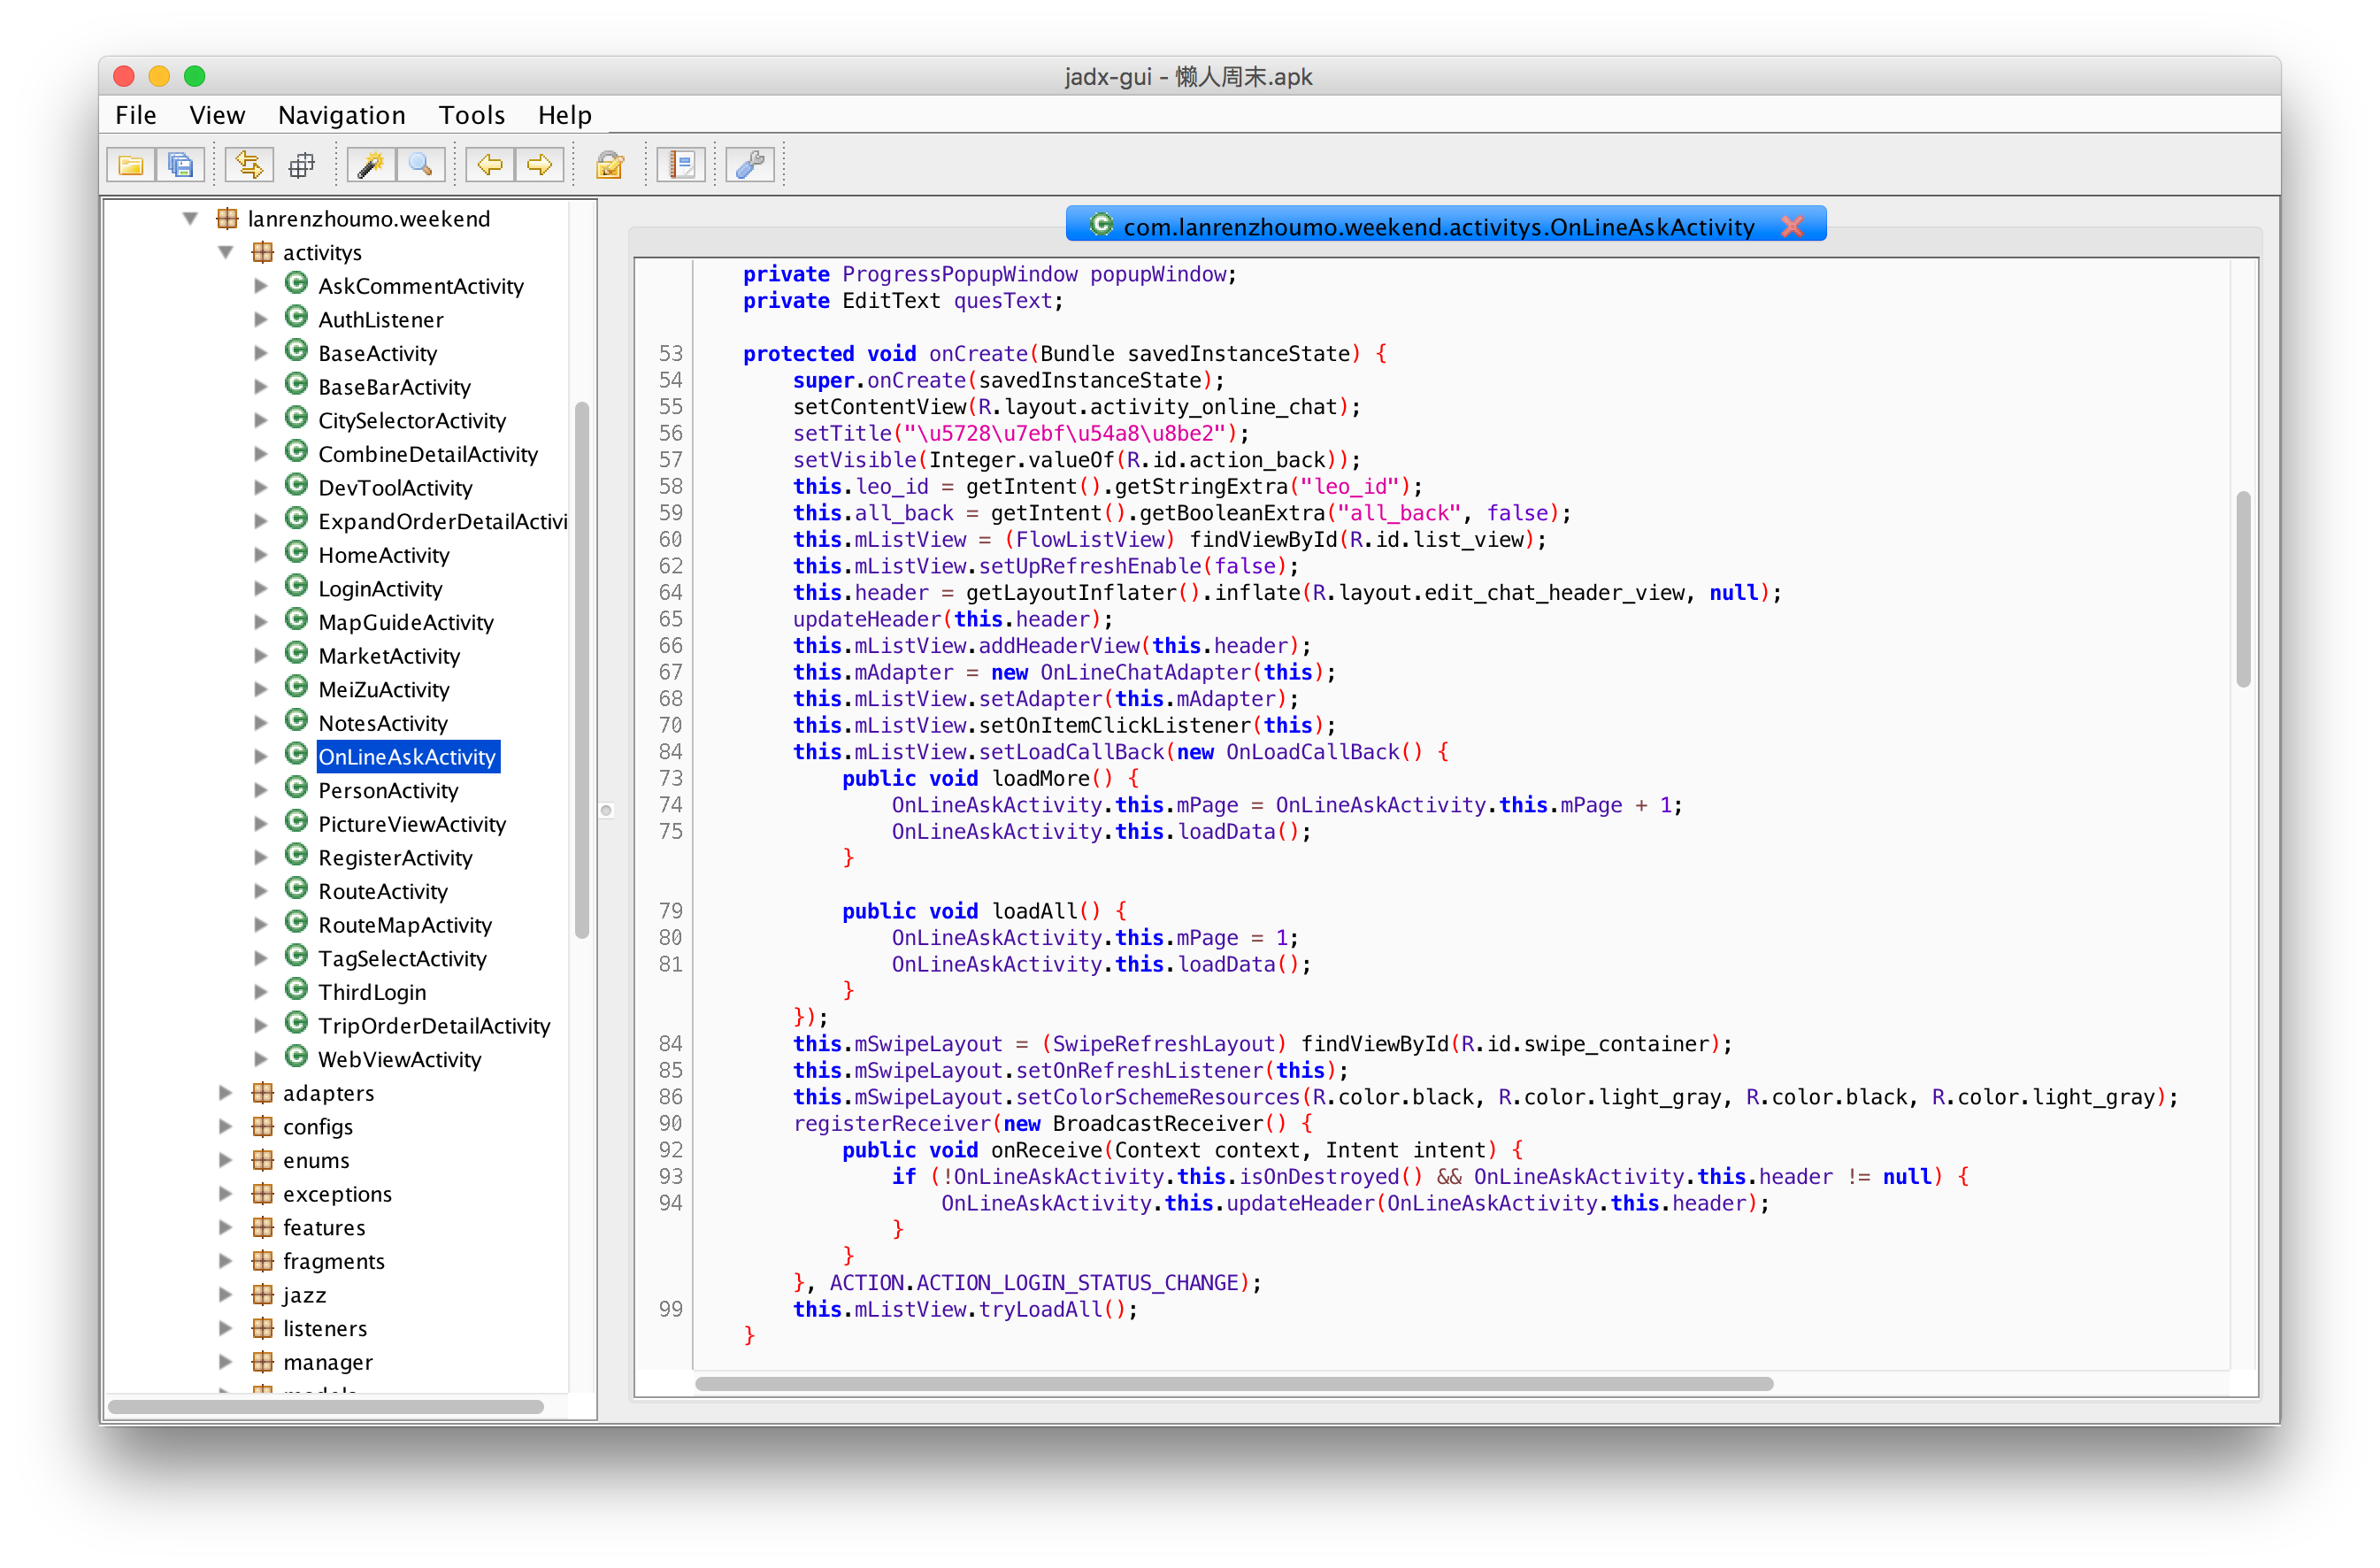 jadx-gui - 懒人周末.apk
File View Navigation Tools Help
lanrenzhoumo.weekend
activitys
AskCommentActivity
AuthListener
BaseActivity
BaseBarActivity
CitySelectorActivity
CombineDetailActivity
DevToolActivity
ExpandOrderDetailActivi
HomeActivity
LoginActivity
MapGuideActivity
MarketActivity
MeiZuActivity
NotesActivity
OnLineAskActivity
PersonActivity
PictureViewActivity
RegisterActivity
RouteActivity
RouteMapActivity
TagSelectActivity
ThirdLogin
TripOrderDetailActivity
WebViewActivity
adapters
configs
enums
exceptions
features
fragments
jazz
listeners
manager
com.lanrenzhoumo.weekend.activitys.OnLineAskActivity
private ProgressPopupWindow popupWindow;
private EditText quesText;
53 protected void onCreate(Bundle savedInstanceState) {
54 super.onCreate(savedInstanceState);
55 setContentView(R.layout.activity_online_chat);
56 setTitle("\u5728\u7ebf\u54a8\u8be2");
57 setVisible(Integer.valueOf(R.id.action_back));
58 this.leo_id = getIntent().getStringExtra("leo_id");
59 this.all_back = getIntent().getBooleanExtra("all_back", false);
60 this.mListView = (FlowListView) findViewById(R.id.list_view);
62 this.mListView.setUpRefreshEnable(false);
64 this.header = getLayoutInflater().inflate(R.layout.edit_chat_header_view, null);
65 updateHeader(this.header);
66 this.mListView.addHeaderView(this.header);
67 this.mAdapter = new OnLineChatAdapter(this);
68 this.mListView.setAdapter(this.mAdapter);
70 this.mListView.setOnItemClickListener(this);
84 this.mListView.setLoadCallBack(new OnLoadCallBack() {
73 public void loadMore() {
74 OnLineAskActivity.this.mPage = OnLineAskActivity.this.mPage + 1;
75 OnLineAskActivity.this.loadData();
}
79 public void loadAll() {
80 OnLineAskActivity.this.mPage = 1;
81 OnLineAskActivity.this.loadData();
}
});
84 this.mSwipeLayout = (SwipeRefreshLayout) findViewById(R.id.swipe_container);
85 this.mSwipeLayout.setOnRefreshListener(this);
86 this.mSwipeLayout.setColorSchemeResources(R.color.black, R.color.light_gray, R.color.black, R.color.light_gray);
90 registerReceiver(new BroadcastReceiver() {
92 public void onReceive(Context context, Intent intent) {
93 if (!OnLineAskActivity.this.isOnDestroyed() && OnLineAskActivity.this.header != null) {
94 OnLineAskActivity.this.updateHeader(OnLineAskActivity.this.header);
}
}
}, ACTION.ACTION_LOGIN_STATUS_CHANGE);
99 this.mListView.tryLoadAll();
}